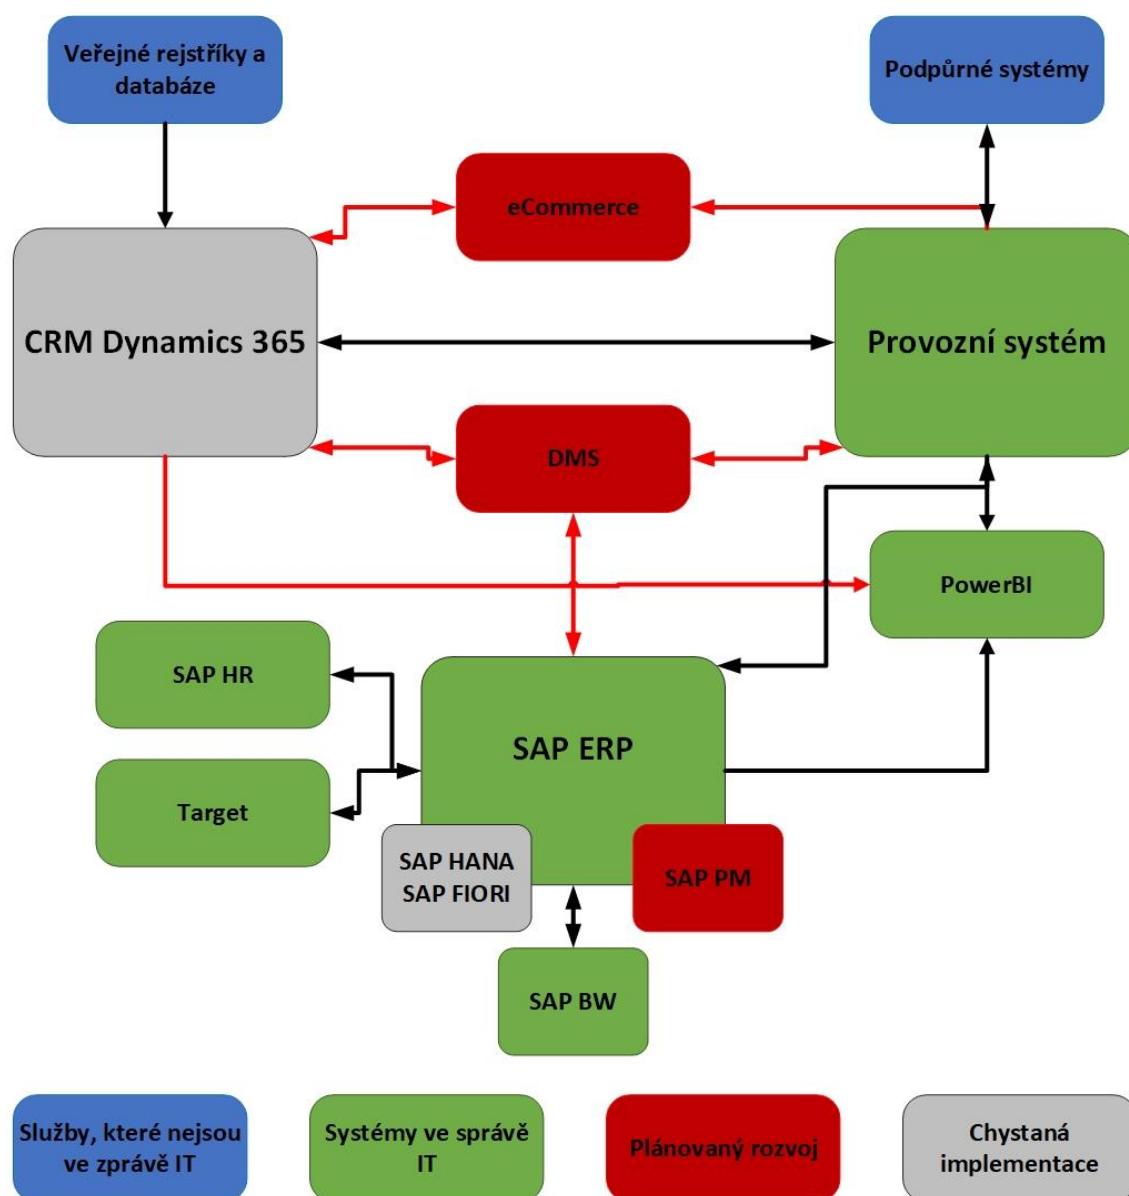 Veřejné rejstříky a
databáze
Podpůrné systémy
eCommerce
CRM Dynamics 365
Provozní systém
DMS
PowerBI
SAP HR
SAP ERP
Target
SAP HANA
SAP FIORI
SAP PM
SAP BW
Služby, které nejsou
ve zprávě IT
Systémy ve správě
IT
Plánovaný rozvoj
Chystaná
implementace